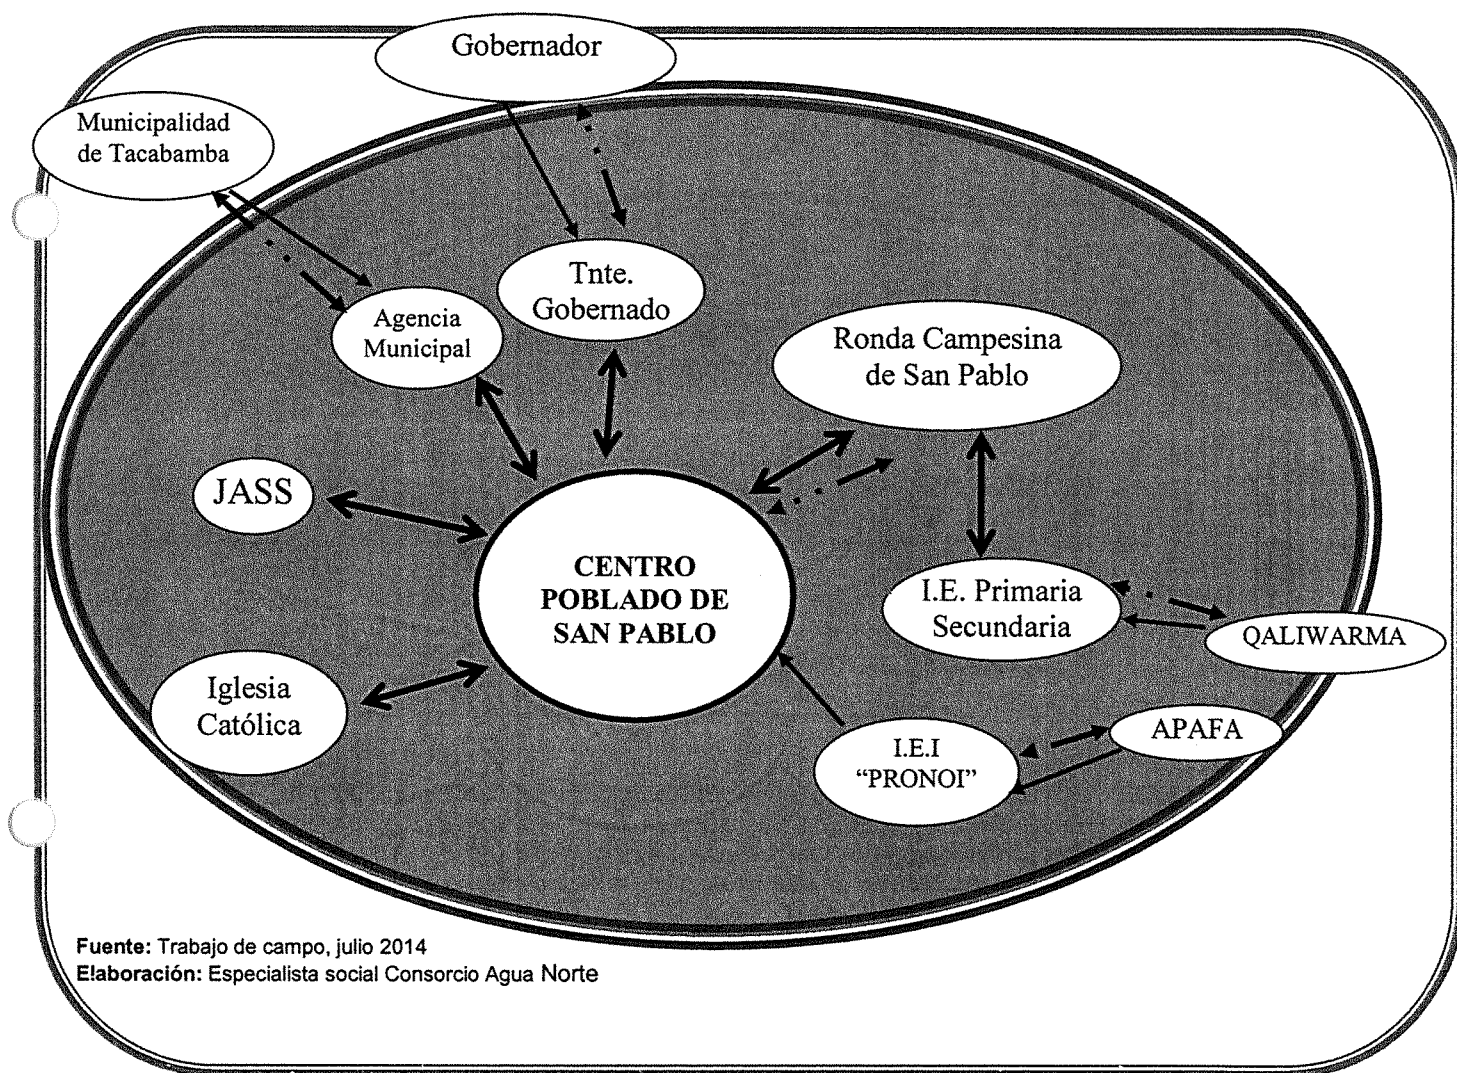 Gobernador
Municipalidad
de Tacabamba
Tnte.
Gobernado
Agencia
Municipal
Ronda Campesina
de San Pablo
JASS
CENTRO
POBLADO DE
SAN PABLO
I.E. Primaria
Secundaria
QALIWARMA
Iglesia
Católica
I.E.I
“PRONOI”
APAFA
Fuente: Trabajo de campo, julio 2014
Elaboración: Especialista social Consorcio Agua Norte